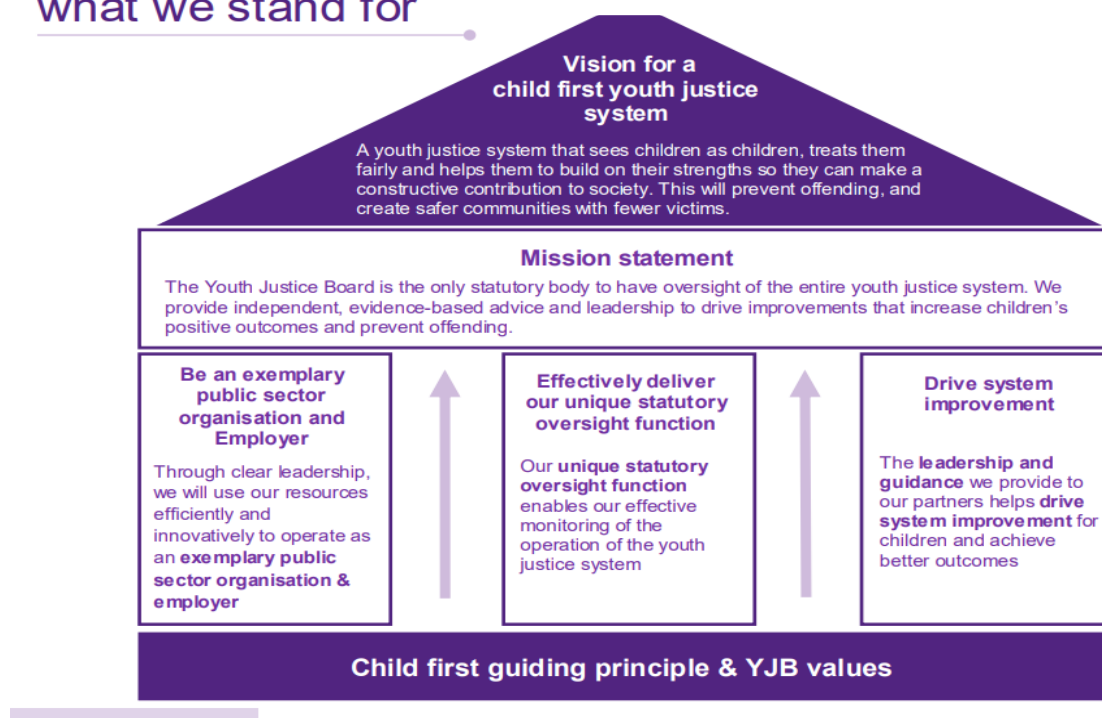 what we stand for
Vision for a
child first youth justice
system
A youth justice system that sees children as children, treats them
fairly and helps them to build on their strengths so they can make a
constructive contribution to society. This will prevent offending, and
create safer communities with fewer victims.
Mission statement
The Youth Justice Board is the only statutory body to have oversight of the entire youth justice system. We
provide independent, evidence-based advice and leadership to drive improvements that increase children’s
positive outcomes and prevent offending.
Be an exemplary
public sector
organisation and
Employer
Through clear leadership,
we will use our resources
efficiently and
innovatively to operate as
an exemplary public
sector organisation &
employer
Effectively deliver
our unique statutory
oversight function
Our unique statutory
oversight function
enables our effective
monitoring of the
operation of the youth
justice system
Drive system
improvement
The leadership and
guidance we provide to
our partners helps drive
system improvement for
children and achieve
better outcomes
Child first guiding principle & YJB values